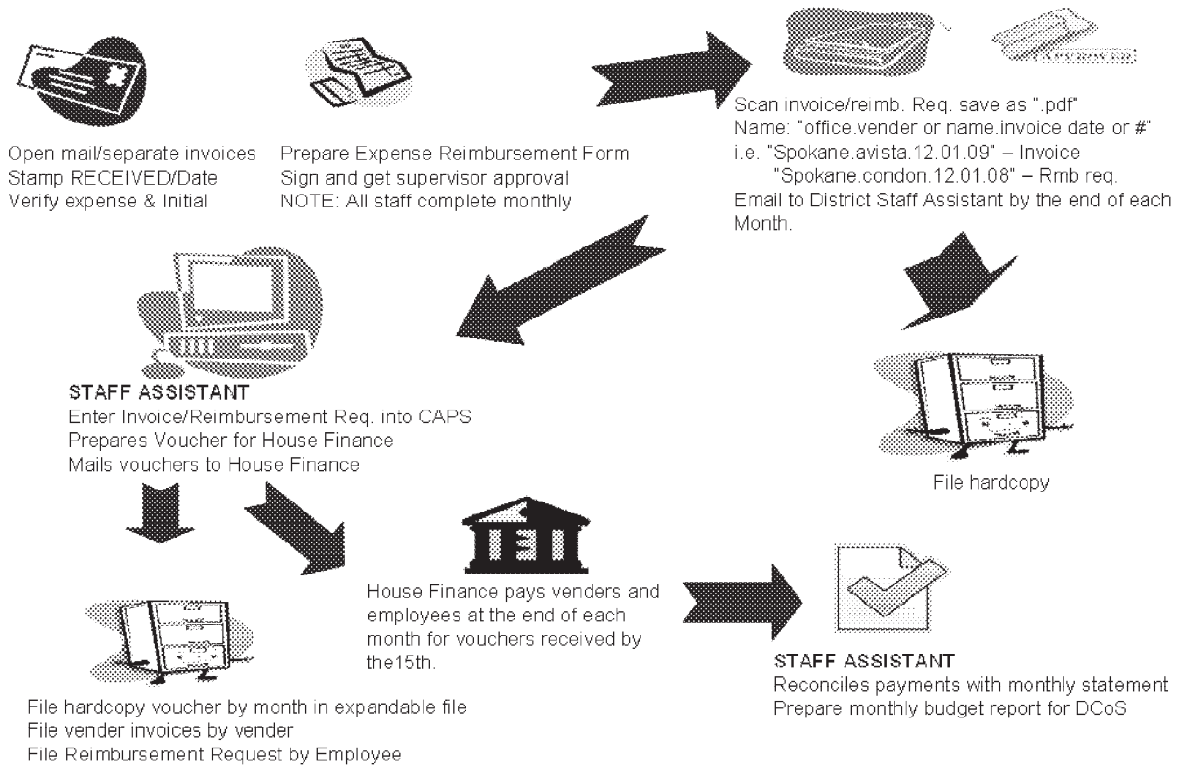 Open mail/separate invoices
Stamp RECEIVED/Date
Verify expense & Initial
Prepare Expense Reimbursement Form
Sign and get supervisor approval
NOTE: All staff complete monthly
APPROVED
Scan invoice/reimb. Req. save as ".pdf"
Name: "office.vender or name.invoice date or #"
i.e. "Spokane.avista.12.01.09" – Invoice
"Spokane.condon.12.01.08" – Rmb req.
Email to District Staff Assistant by the end of each
Month.
STAFF ASSISTANT
Enter Invoice/Reimbursement Req. into CAPS
Prepares Voucher for House Finance
Mails vouchers to House Finance
File hardcopy
House Finance pays venders and
employees at the end of each
month for vouchers received by
the15th.
STAFF ASSISTANT
Reconciles payments with monthly statement
Prepare monthly budget report for DCoS
File hardcopy voucher by month in expandable file
File vender invoices by vender
File Reimbursement Request by Employee